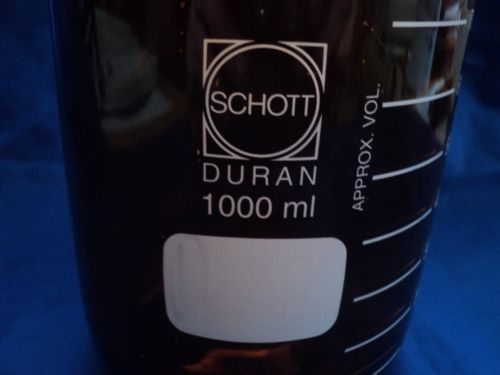 SCHOTT
DURAN
1000 ml
APPROX. VOL.